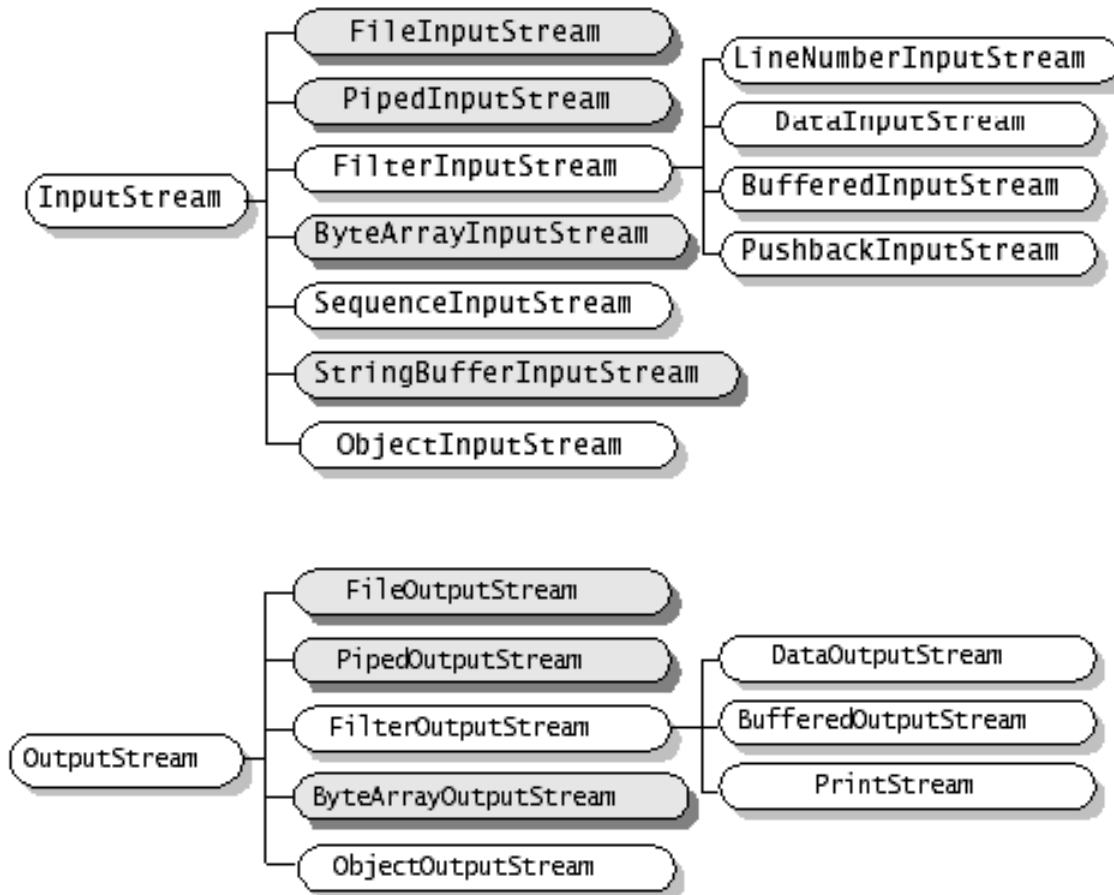 InputStream
FileInputStream
PipedInputStream
FilterInputStream
ByteArrayInputStream
SequenceInputStream
StringBufferInputStream
ObjectInputStream
LineNumberInputStream
DataInputStream
BufferedInputStream
PushbackInputStream
OutputStream
FileOutputStream
PipedOutputStream
FilterOutputStream
ByteArrayOutputStream
ObjectOutputStream
DataOutputStream
BufferedOutputStream
PrintStream